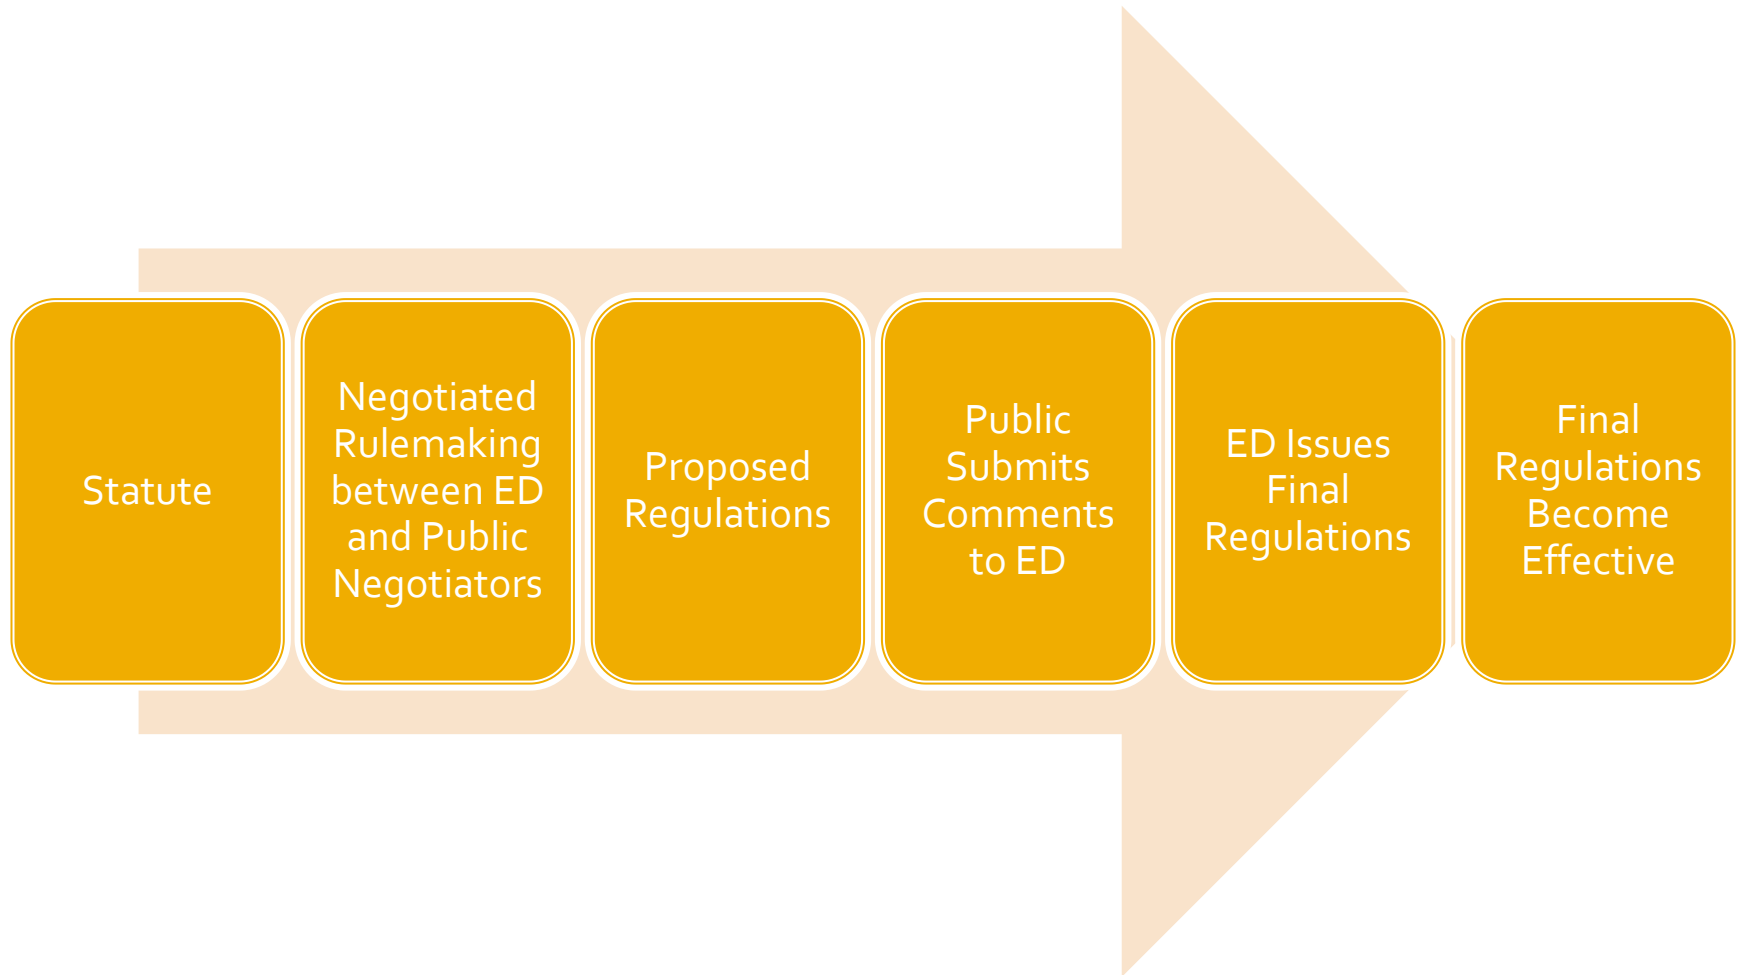 Statute
Negotiated
Rulemaking
between ED
and Public
Negotiators
Proposed
Regulations
Public
Submits
Comments
to ED
ED Issues
Final
Regulations
Final
Regulations
Become
Effective